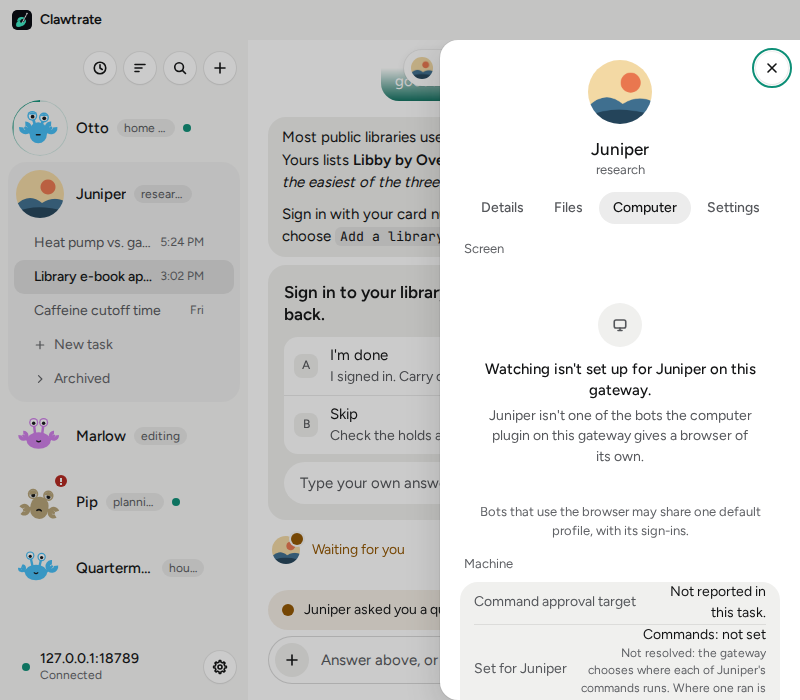 Clawtrate
Otto home ...
Juniper resear...
Heat pump vs. ga... 5:24 PM
Library e-book ap... 3:02 PM
Caffeine cutoff time Fri
+ New task
> Archived
Marlow editing
Pip planni...
Quarterm... hou...
127.0.0.1:18789
Connected
go
Most public libraries use
Yours lists Libby by Ove
the easiest of the three
Sign in with your card n
choose Add a library
Sign in to your library
back.
A I'm done
I signed in. Carry o
B Skip
Check the holds a
Type your own answe
Waiting for you
Juniper asked you a qu
+ Answer above, or
Juniper
research
Details Files Computer Settings
Screen
Watching isn't set up for Juniper on this
gateway.
Juniper isn't one of the bots the computer
plugin on this gateway gives a browser of
its own.
Bots that use the browser may share one default
profile, with its sign-ins.
Machine
Command approval target Not reported in
this task.
Commands: not set
Set for Juniper
Not resolved: the gateway
chooses where each of Juniper's
commands runs. Where one ran is